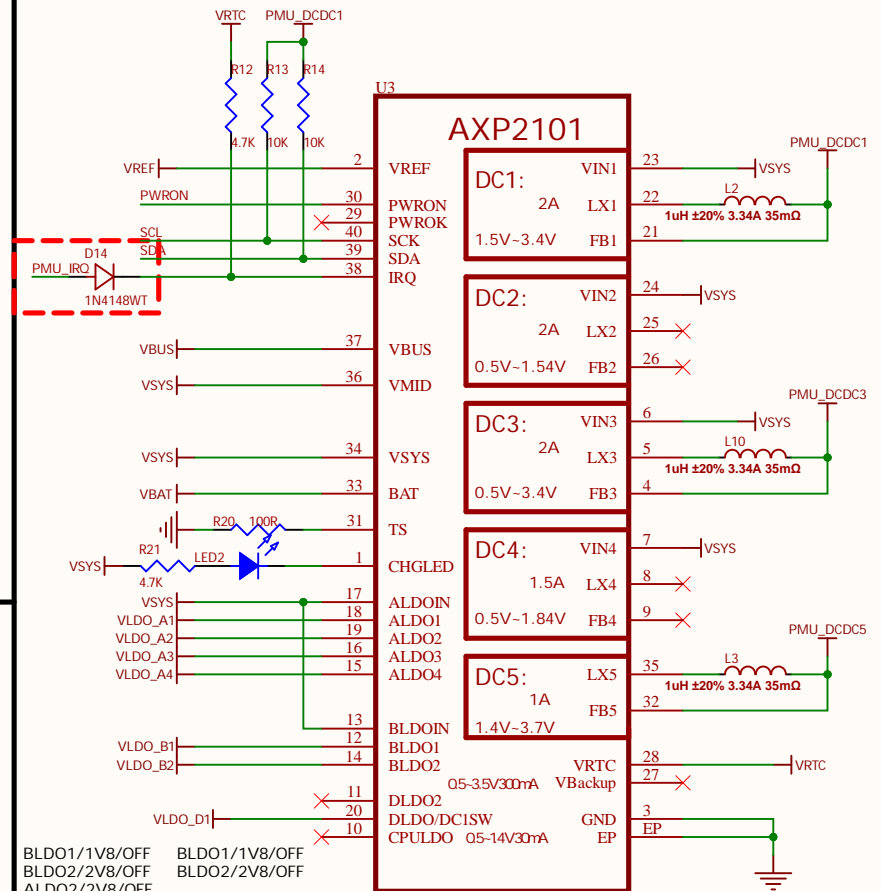 VRTC PMU_DCDC1
R12 R13 R14
4.7K 10K 10K
U3
AXP2101
VREF 2 VREF
PWRON 30 PWRON
29 PWROK
SCL 40 SCK
SDA 39 SDA
PMU_IRQ D14 38 IRQ
1N4148WT
VBUS 37 VBUS
VSYS 36 VMID
VSYS 34 VSYS
VBAT 33 BAT
R20 100R 31 TS
VSYS R21 LED2 1 CHGLED
4.7K
VSYS 17 ALDOIN
VLDO_A1 18 ALDO1
VLDO_A2 19 ALDO2
VLDO_A3 16 ALDO3
VLDO_A4 15 ALDO4
13 BLDOIN
VLDO_B1 12 BLDO1
VLDO_B2 14 BLDO2
11 DLDO2
VLDO_D1 20 DLDO/DC1SW
10 CPULDO
DC1:
2A
1.5V~3.4V
VIN1 23 VSYS
LX1 22 L2
1uH ±20% 3.34A 35mΩ
FB1 21
PMU_DCDC1
DC2:
2A
0.5V~1.54V
VIN2 24 VSYS
LX2 25
FB2 26
DC3:
2A
0.5V~3.4V
VIN3 6 VSYS
LX3 5 L10
1uH ±20% 3.34A 35mΩ
FB3 4
PMU_DCDC3
DC4:
1.5A
0.5V~1.84V
VIN4 7 VSYS
LX4 8
FB4 9
DC5:
1A
1.4V~3.7V
LX5 35 L3
1uH ±20% 3.34A 35mΩ
FB5 32
PMU_DCDC5
VRTC 28 VRTC
VBackup 27
0.5~3.5V300mA
GND 3
EP EP
0.5~1.4V30mA
BLDO1/1V8/OFF BLDO1/1V8/OFF
BLDO2/2V8/OFF BLDO2/2V8/OFF
ALDO2/2V8/OFF